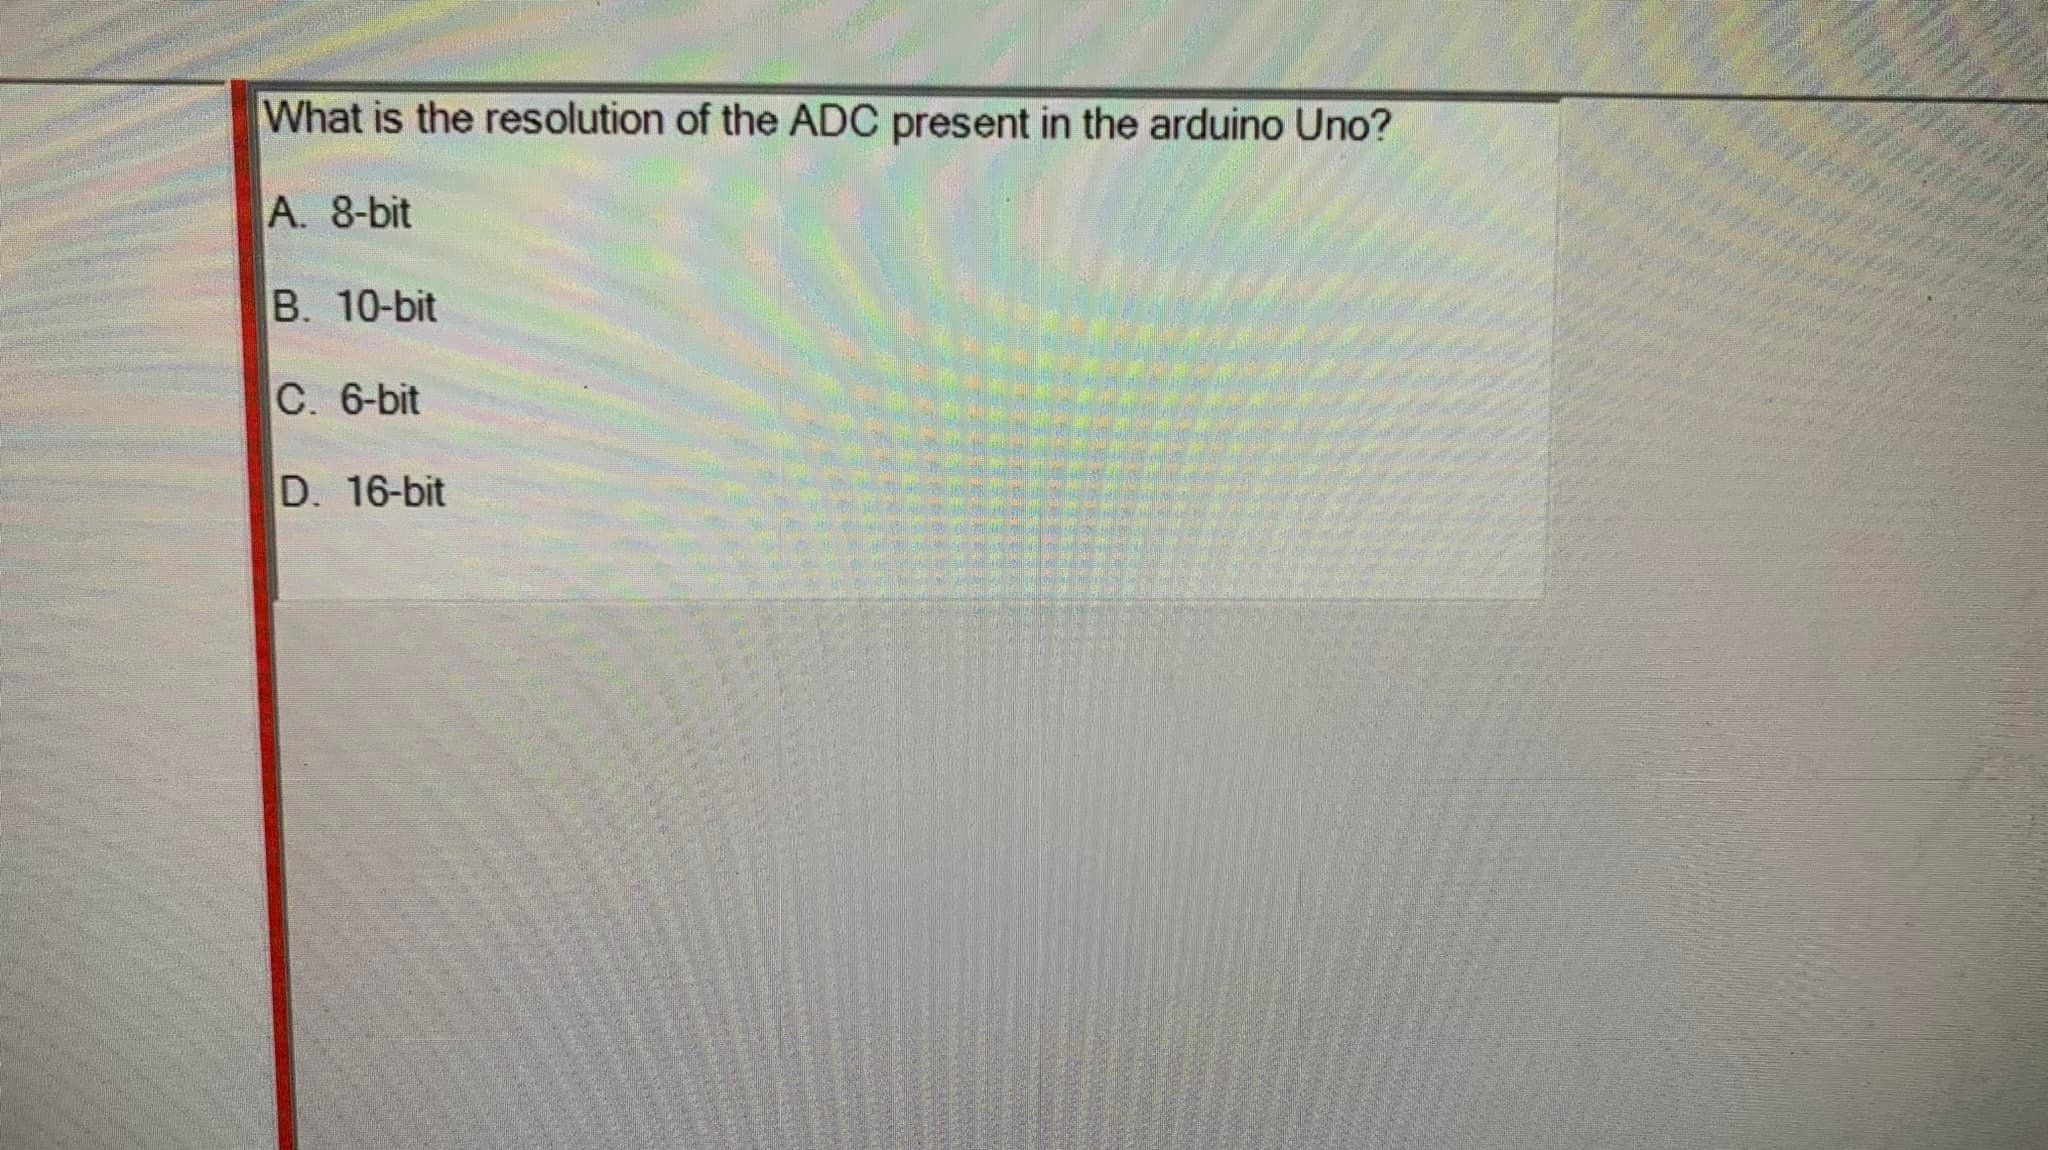 What is the resolution of the ADC present in the arduino Uno?
A. 8-bit
B. 10-bit
C. 6-bit
D. 16-bit